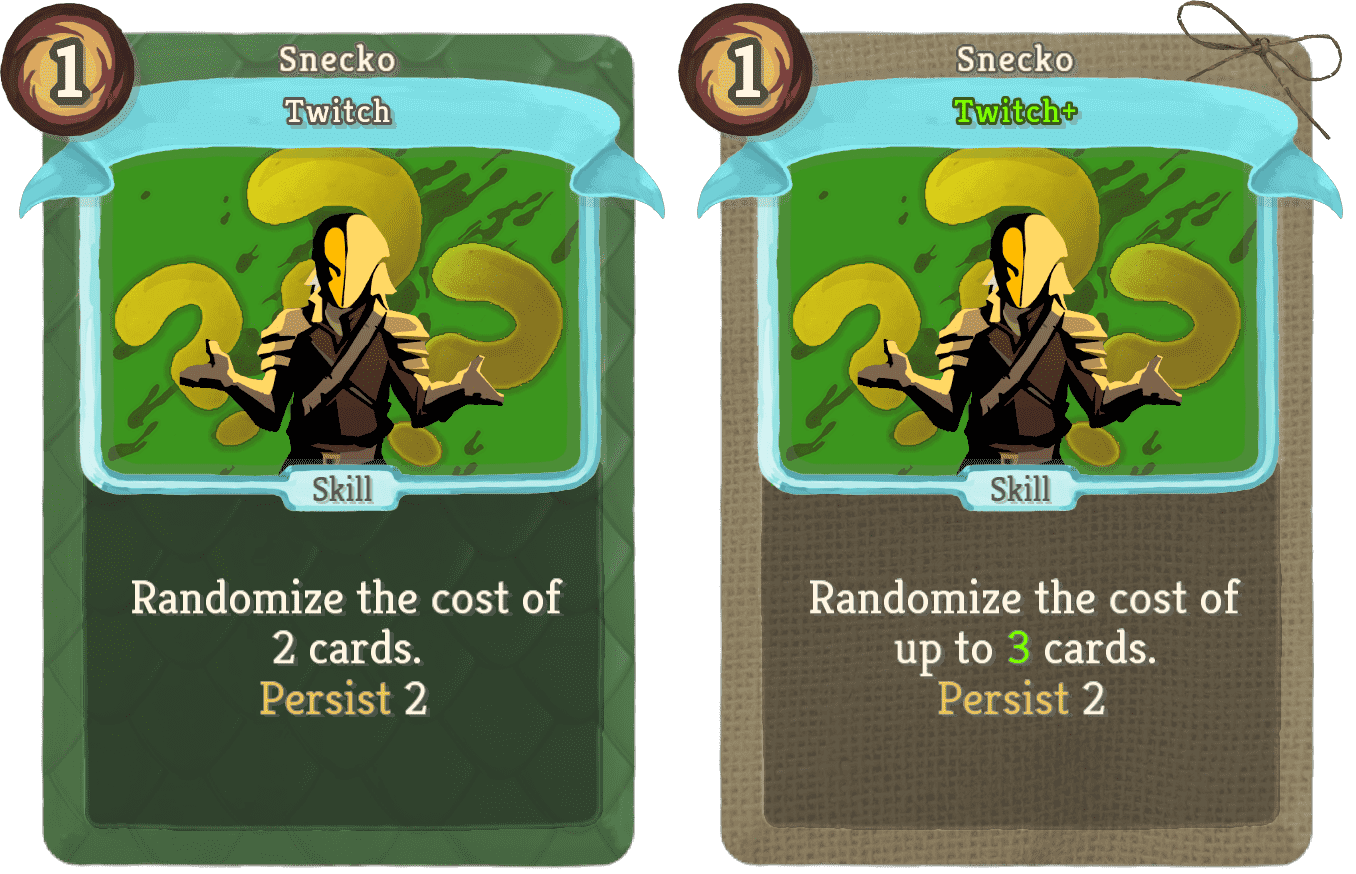 1
Snecko
Twitch
Skill
Randomize the cost of
2 cards.
Persist 2
1
Snecko
Twitch+
Skill
Randomize the cost of
up to 3 cards.
Persist 2